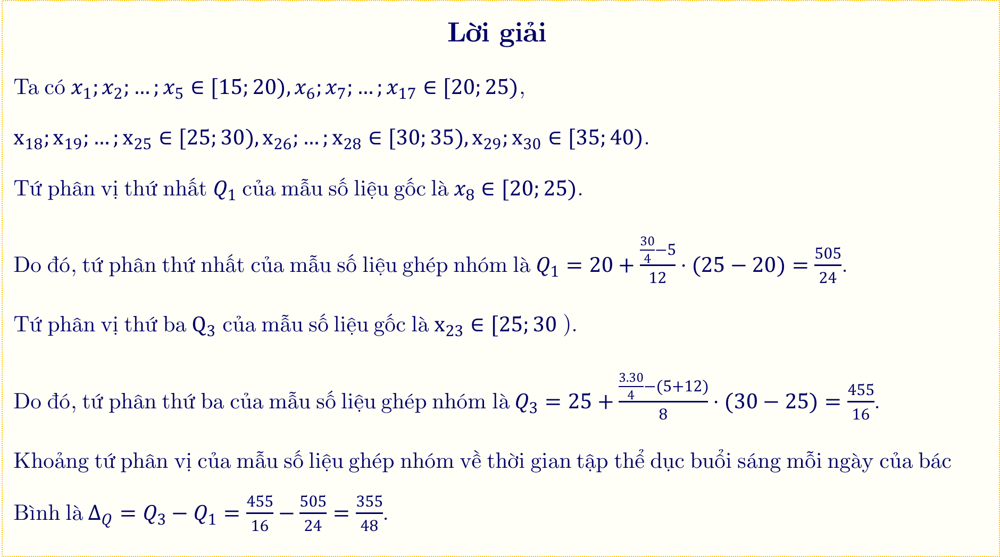 Lời giải
Ta có $x_1; x_2; \ldots; x_5 \in [15; 20), x_6; x_7; \ldots; x_{17} \in [20; 25)$,
$\mathrm{x}_{18}; \mathrm{x}_{19}; \ldots; \mathrm{x}_{25} \in [25; 30), \mathrm{x}_{26}; \ldots; \mathrm{x}_{28} \in [30; 35), \mathrm{x}_{29}; \mathrm{x}_{30} \in [35; 40)$.
Tứ phân vị thứ nhất $Q_1$ của mẫu số liệu gốc là $x_8 \in [20; 25)$.
Do đó, tứ phân thứ nhất của mẫu số liệu ghép nhóm là $Q_1 = 20 + \frac{\frac{30}{4}-5}{12} \cdot (25 - 20) = \frac{505}{24}$.
Tứ phân vị thứ ba $\mathrm{Q}_3$ của mẫu số liệu gốc là $\mathrm{x}_{23} \in [25; 30$ ).
Do đó, tứ phân thứ ba của mẫu số liệu ghép nhóm là $Q_3 = 25 + \frac{\frac{3.30}{4}-(5+12)}{8} \cdot (30 - 25) = \frac{455}{16}$.
Khoảng tứ phân vị của mẫu số liệu ghép nhóm về thời gian tập thể dục buổi sáng mỗi ngày của bác
Bình là $\Delta_Q = Q_3 - Q_1 = \frac{455}{16} - \frac{505}{24} = \frac{355}{48}$.